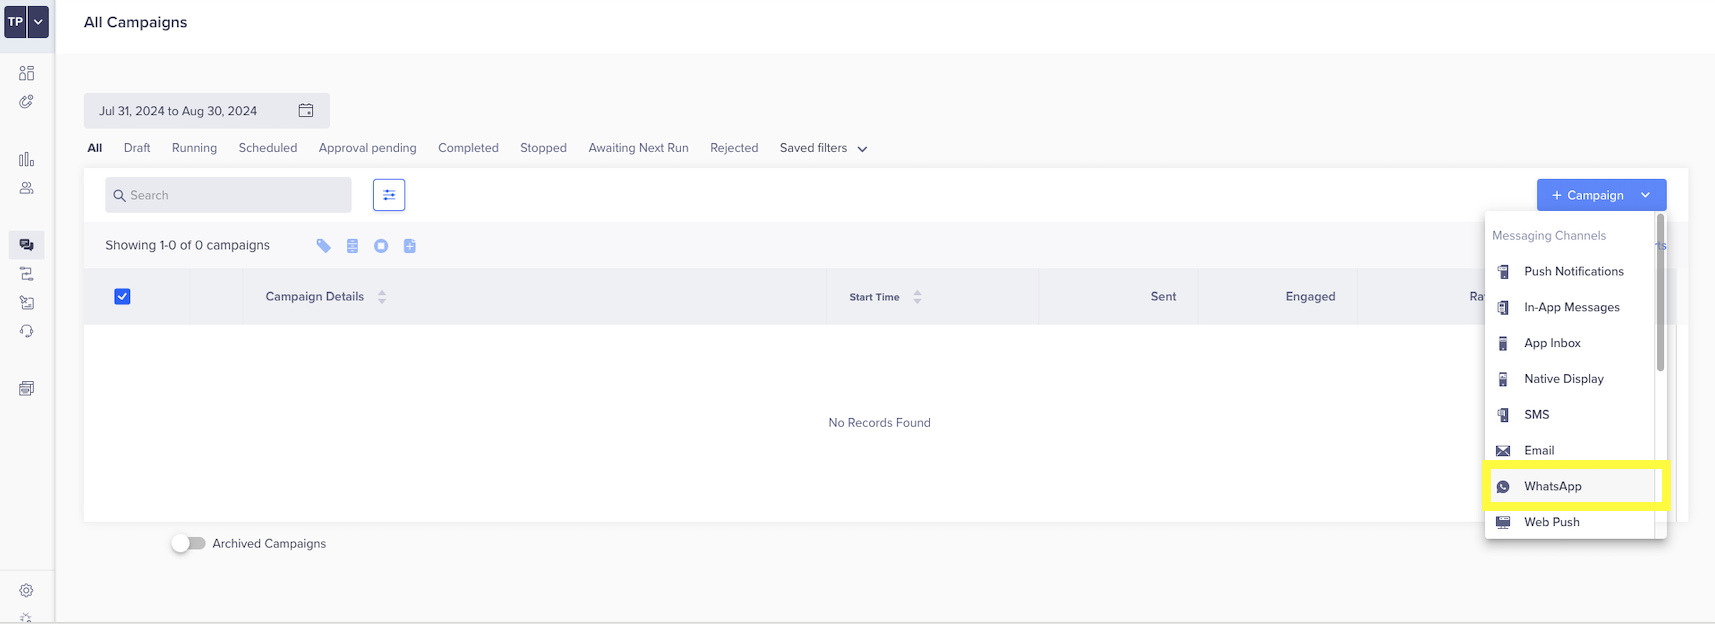 TP
All Campaigns
Jul 31, 2024 to Aug 30, 2024
All Draft Running Scheduled Approval pending Completed Stopped Awaiting Next Run Rejected Saved filters
Search
+ Campaign
Showing 1-0 of 0 campaigns
Messaging Channels
Push Notifications
In-App Messages
App Inbox
Native Display
SMS
Email
WhatsApp
Web Push
Campaign Details Start Time Sent Engaged
No Records Found
Archived Campaigns